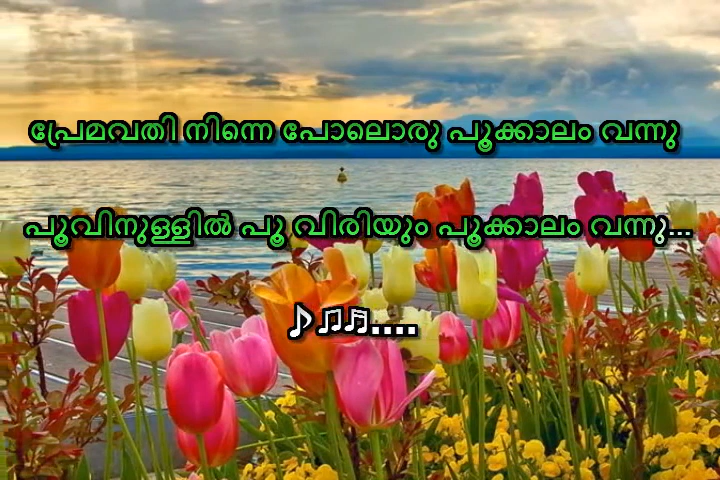 പ്രേമവതി നിന്നെ പോലൊരു പൂക്കാലം വന്നു
പൂവിനുള്ളിൽ പൂ വിരിയും പൂക്കാലം വന്നു...
♪♫♬....